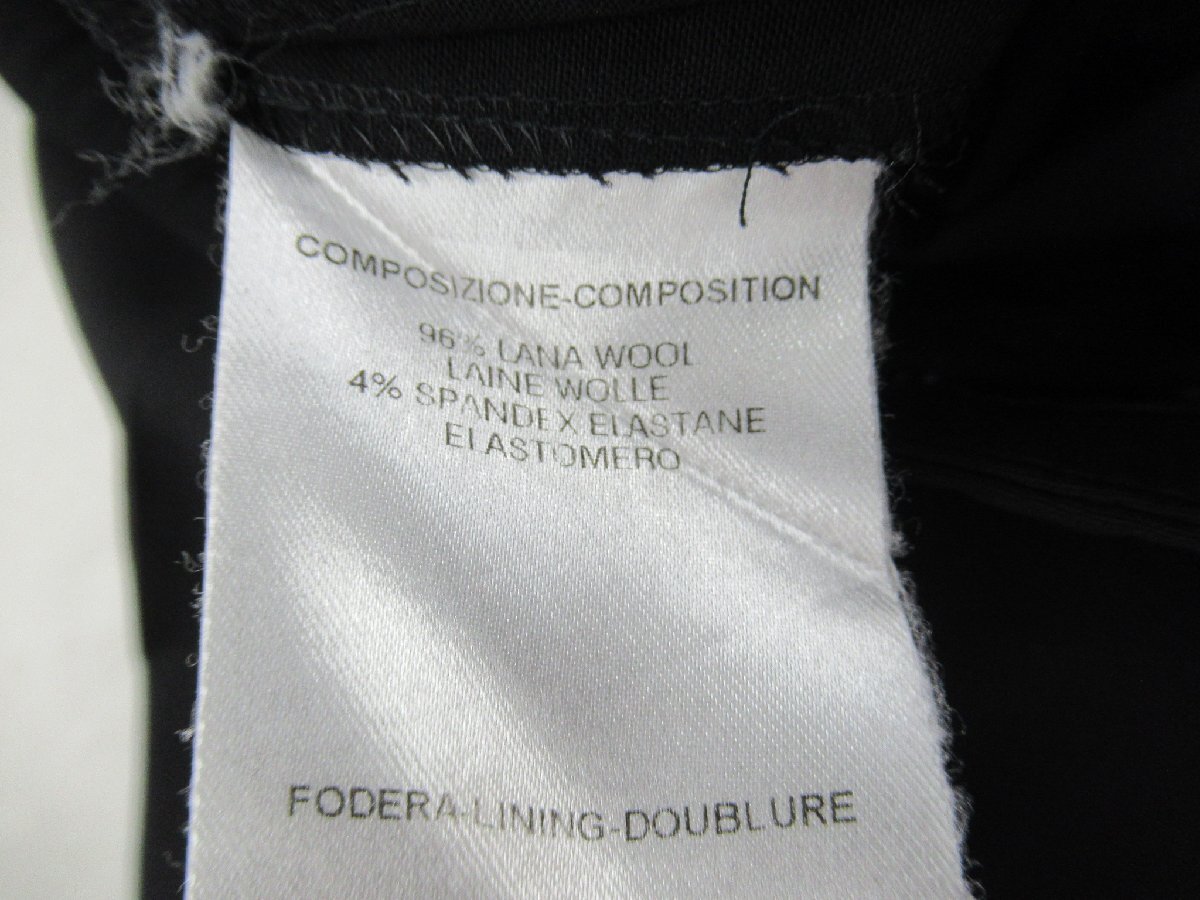 COMPOSIZIONE-COMPOSITION
96% LANA WOOL
LAINE WOLLE
4% SPANDEX ELASTANE
ELASTOMERO
FODERA-LINING-DOUBLURE